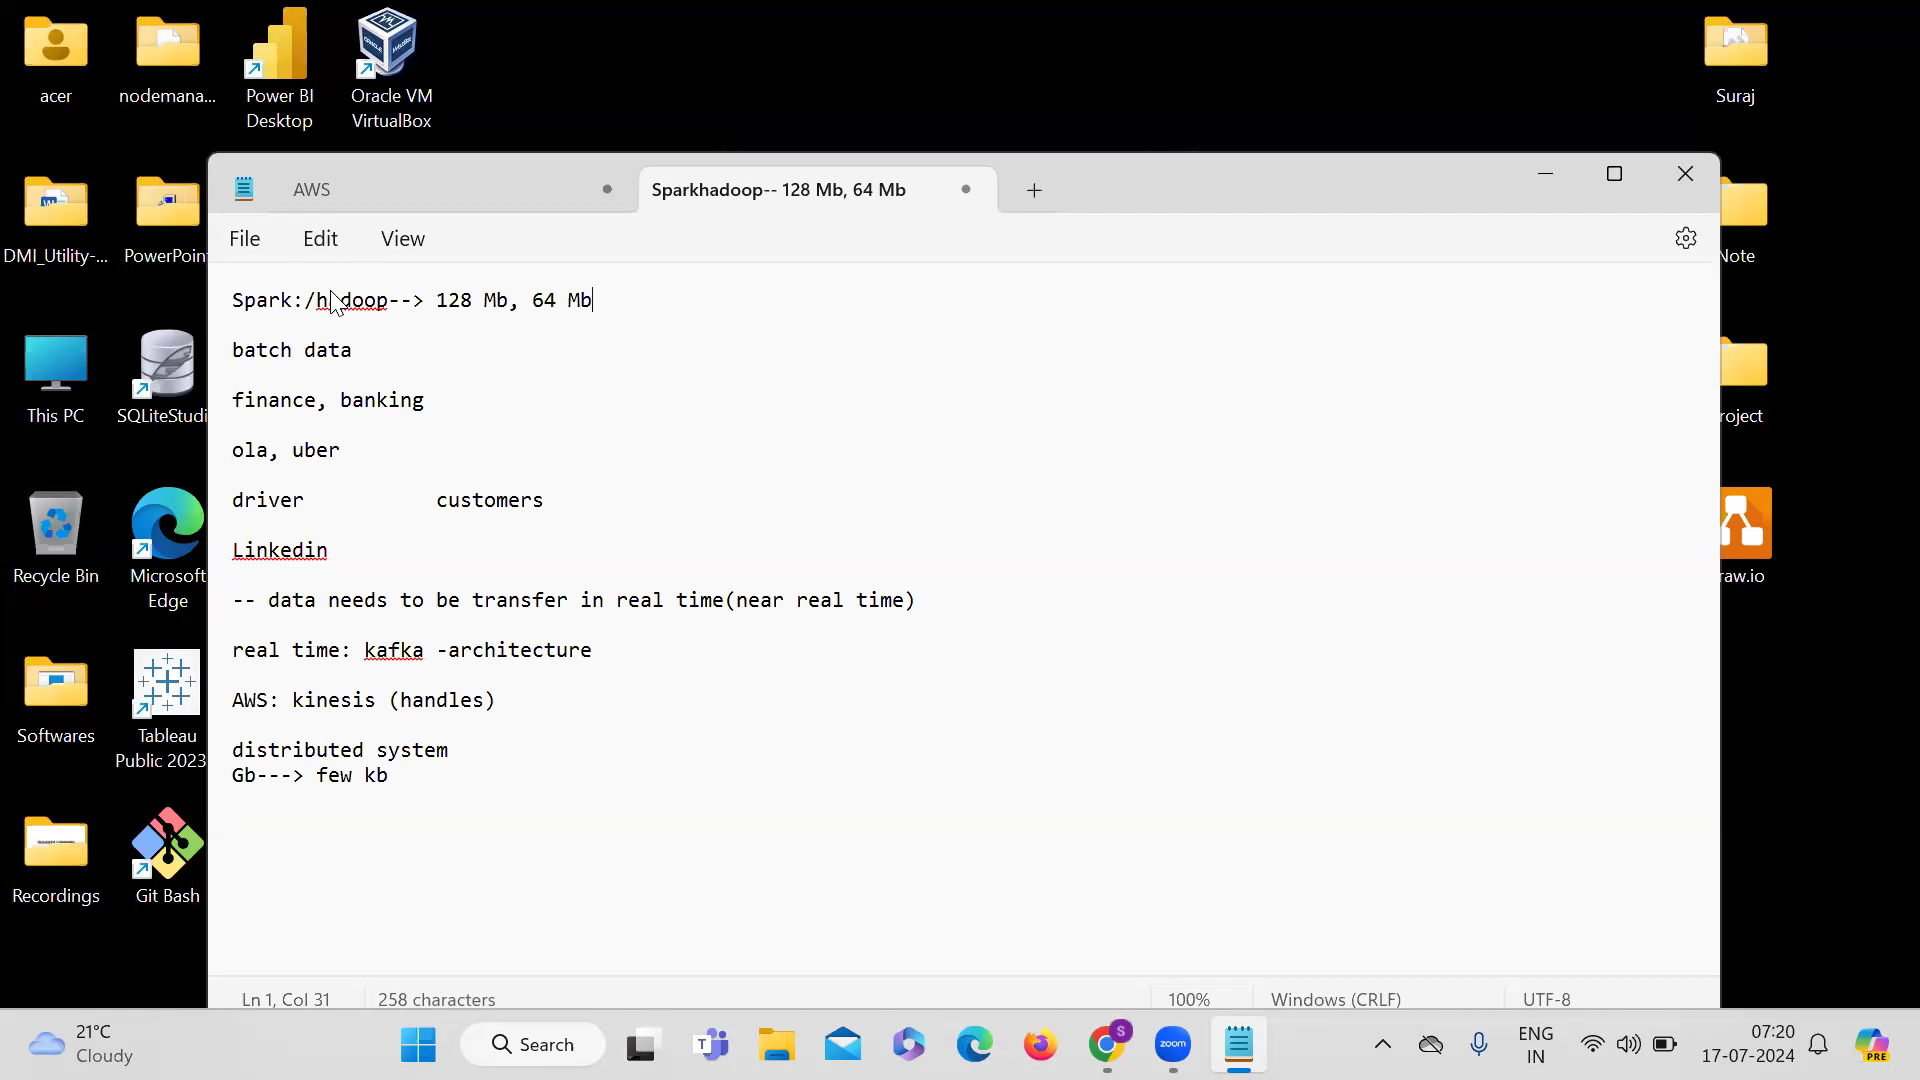 acer
nodemana...
Power BI
Desktop
Oracle VM
VirtualBox
Suraj
AWS
Sparkhadoop-- 128 Mb, 64 Mb
DMI_Utility-...
PowerPoin
Note
File
Edit
View
Spark:/hadoop--> 128 Mb, 64 Mb
batch data
finance, banking
ola, uber
driver customers
Linkedin
-- data needs to be transfer in real time(near real time)
real time: kafka -architecture
AWS: kinesis (handles)
distributed system
Gb---> few kb
This PC
SQLiteStudi
roject
Recycle Bin
Microsoft
Edge
raw.io
Softwares
Tableau
Public 2023
Recordings
Git Bash
Ln 1, Col 31
258 characters
100%
Windows (CRLF)
UTF-8
21°C
Cloudy
Search
zoom
ENG
IN
07:20
17-07-2024
PRE